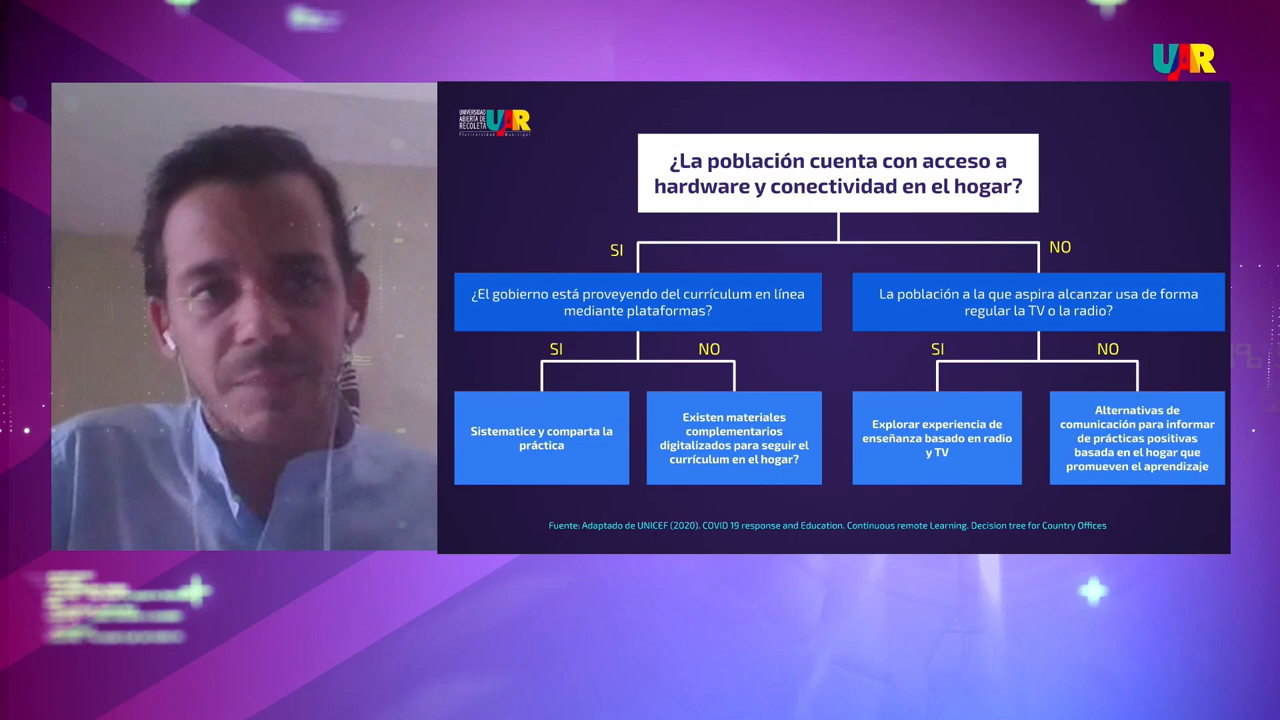 UAR
UNIVERSIDAD
ABIERTA DE
RECOLETA
UAR
Pluriversidad Municipal
¿La población cuenta con acceso a
hardware y conectividad en el hogar?
SI
NO
¿El gobierno está proveyendo del currículum en línea
mediante plataformas?
La población a la que aspira alcanzar usa de forma
regular la TV o la radio?
SI
NO
SI
NO
Sistematice y comparta la
práctica
Existen materiales
complementarios
digitalizados para seguir el
currículum en el hogar?
Explorar experiencia de
enseñanza basado en radio
y TV
Alternativas de
comunicación para informar
de prácticas positivas
basada en el hogar que
promueven el aprendizaje
Fuente: Adaptado de UNICEF (2020). COVID 19 response and Education. Continuous remote Learning. Decision tree for Country Offices